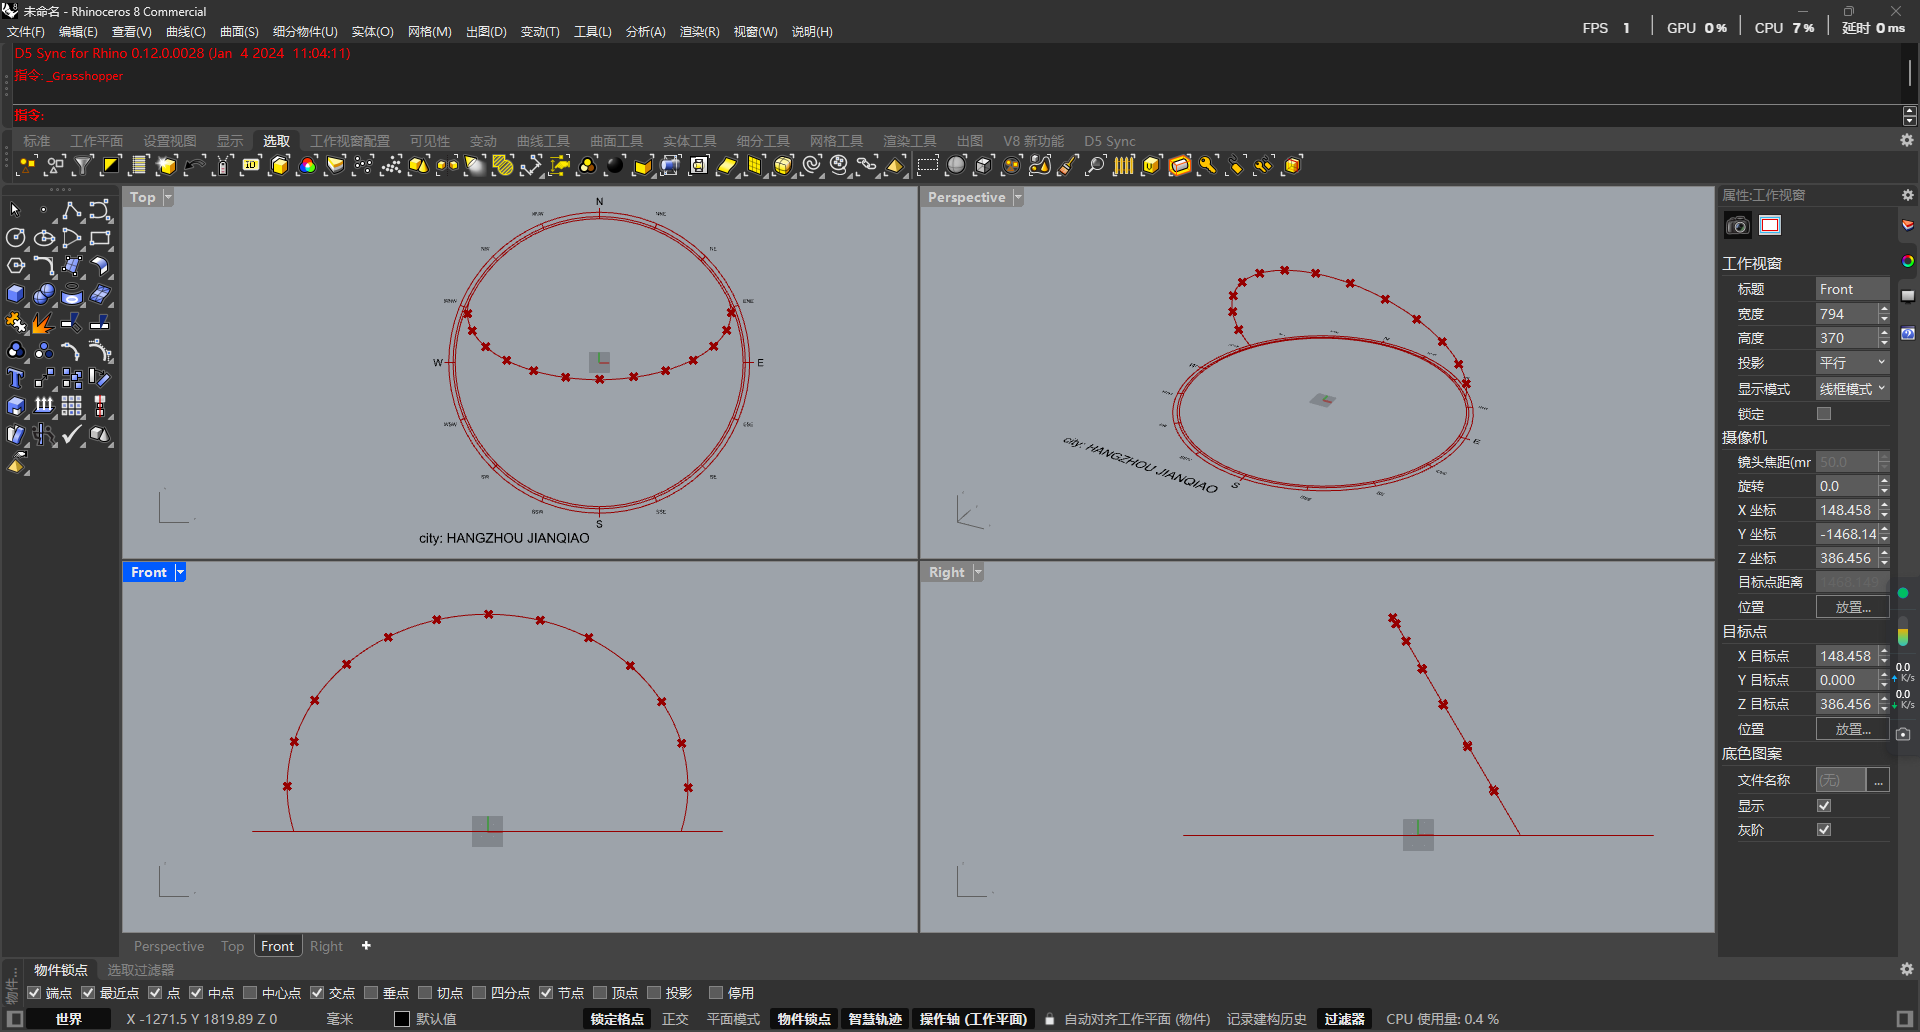 未命名 - Rhinoceros 8 Commercial
FPS 1 GPU 0% CPU 7% 延时 0 ms
文件(F) 编辑(E) 查看(V) 曲线(C) 曲面(S) 细分物件(U) 实体(O) 网格(M) 出图(D) 变动(T) 工具(L) 分析(A) 渲染(R) 视窗(W) 说明(H)
D5 Sync for Rhino 0.12.0.0028 (Jan 4 2024 11:04:11)
指令: _Grasshopper
指令:
标准 工作平面 设置视图 显示 选取 工作视窗配置 可见性 变动 曲线工具 曲面工具 实体工具 细分工具 网格工具 渲染工具 出图 V8 新功能 D5 Sync
Top
N
W
E
S
NW
NE
SW
SE
NNW
NNE
WNW
ENE
WSW
ESE
SSW
SSE
city: HANGZHOU JIANQIAO
Perspective
city: HANGZHOU JIANQIAO
S
Front
Right
Perspective Top Front Right
属性:工作视窗
工作视窗
标题 Front
宽度 794
高度 370
投影 平行
显示模式 线框模式
锁定
摄像机
镜头焦距(mr 50.0
旋转 0.0
X 坐标 148.458
Y 坐标 -1468.14
Z 坐标 386.456
目标点距离 1468.149
位置 放置...
目标点
X 目标点 148.458
Y 目标点 0.000
Z 目标点 386.456
位置 放置...
底色图案
文件名称 (无) ...
显示
灰阶
0.0
K/s
0.0
K/s
物件锁点 选取过滤器
端点 最近点 点 中点 中心点 交点 垂点 切点 四分点 节点 顶点 投影 停用
世界 X -1271.5 Y 1819.89 Z 0 毫米 默认值 锁定格点 正交 平面模式 物件锁点 智慧轨迹 操作轴 (工作平面) 自动对齐工作平面 (物件) 记录建构历史 过滤器 CPU 使用量: 0.4 %